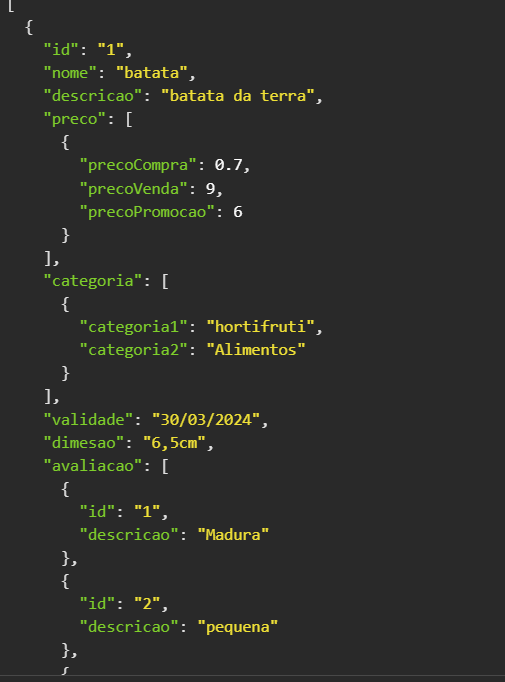 [
  {
    "id": "1",
    "nome": "batata",
    "descricao": "batata da terra",
    "preco": [
      {
        "precoCompra": 0.7,
        "precoVenda": 9,
        "precoPromocao": 6
      }
    ],
    "categoria": [
      {
        "categoria1": "hortifruti",
        "categoria2": "Alimentos"
      }
    ],
    "validade": "30/03/2024",
    "dimesao": "6,5cm",
    "avaliacao": [
      {
        "id": "1",
        "descricao": "Madura"
      },
      {
        "id": "2",
        "descricao": "pequena"
      },
      {